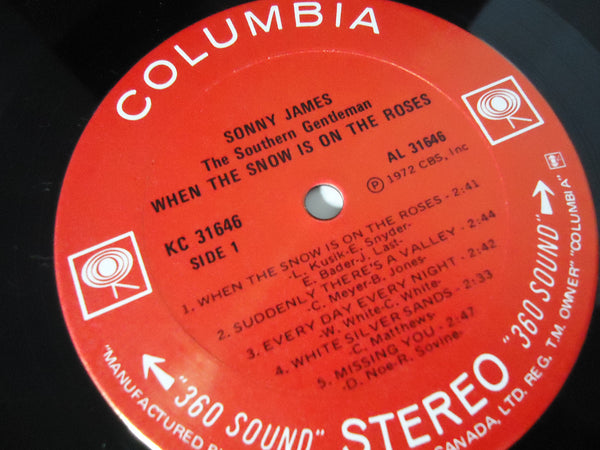 COLUMBIA
SONNY JAMES
The Southern Gentleman
WHEN THE SNOW IS ON THE ROSES
KC 31646
SIDE 1
AL 31646
Ⓟ 1972 CBS, Inc
1. WHEN THE SNOW IS ON THE ROSES - 2:41
-L. Kusik-E. Snyder-
E. Bader-J. Last-
2. SUDDENLY THERE'S A VALLEY - 2:44
-C. Meyer-B. Jones-
3. EVERY DAY EVERY NIGHT - 2:42
-W. White-C. White-
4. WHITE SILVER SANDS - 2:33
-C. Matthews-
5. MISSING YOU - 2:47
-D. Noe-R. Sovine-
"360 SOUND" STEREO "360 SOUND"
"MANUFACTURED
CANADA, LTD. REG. T.M. OWNER "COLUMBIA"